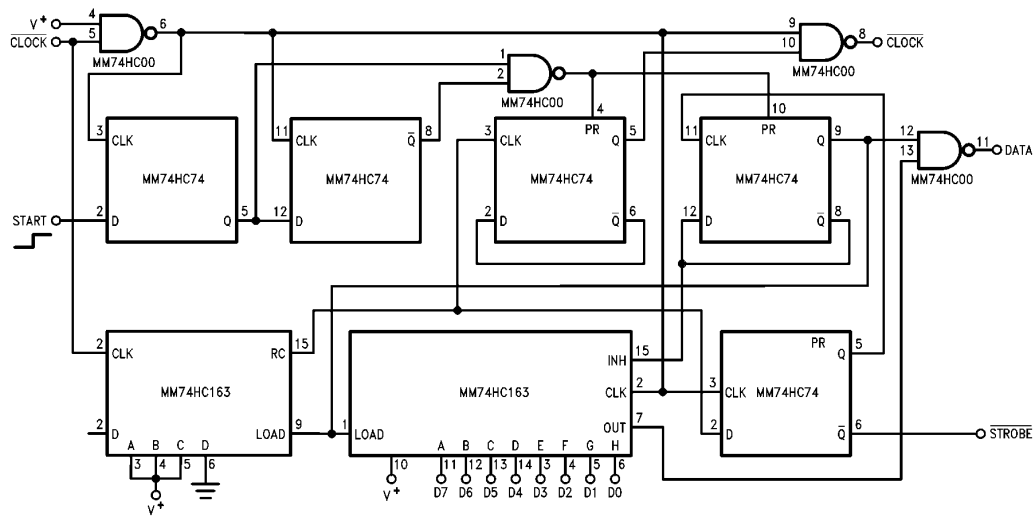 V+ 4 6 9 8 CLOCK
CLOCK 5 10
MM74HC00 MM74HC00
1
2
MM74HC00
4 10
3 CLK 11 CLK Q̅ 8 3 CLK PR Q 5 11 CLK PR Q 9 12 11 DATA
13
MM74HC00
MM74HC74 MM74HC74 MM74HC74 MM74HC74
START 2 D Q 5 12 D 2 D Q̅ 6 12 D Q̅ 8
2 CLK RC 15 INH 15 PR Q 5
MM74HC163 MM74HC163 CLK 2 3 CLK MM74HC74
OUT 7
2 D LOAD 9 1 LOAD 2 D Q̅ 6 STROBE
A B C D A B C D E F G H
3 4 5 6 10 11 12 13 14 3 4 5 6
V+ V+ D7 D6 D5 D4 D3 D2 D1 D0